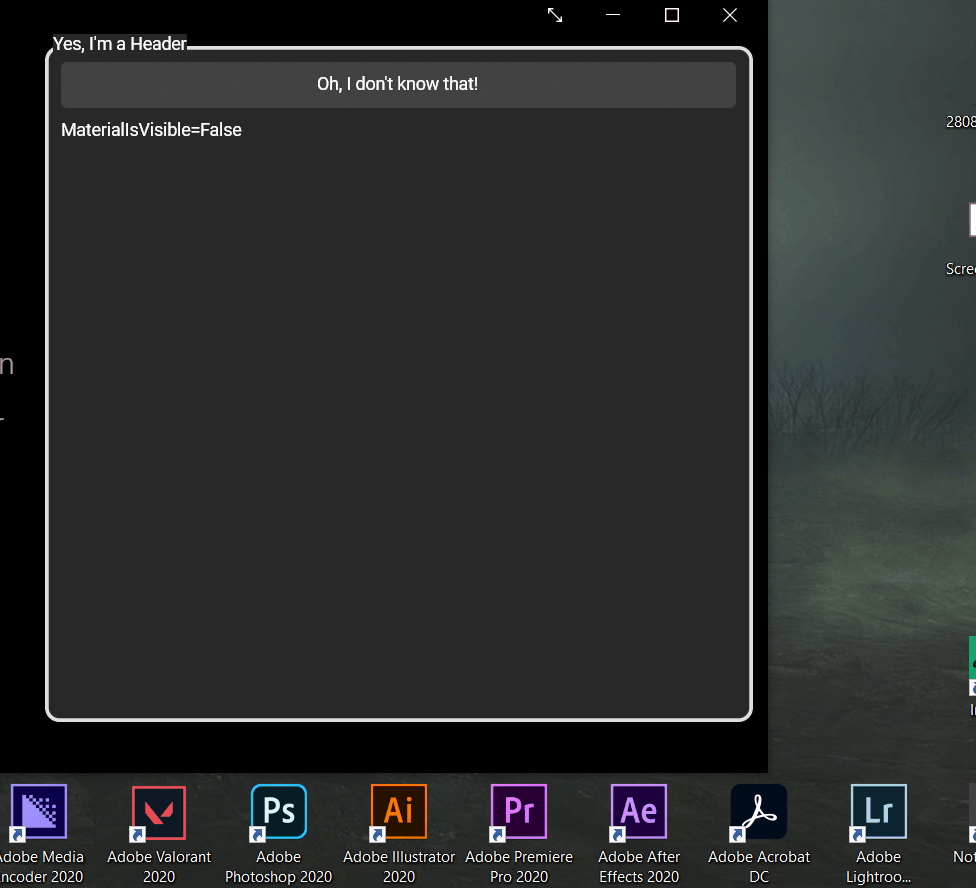 Yes, I'm a Header
Oh, I don't know that!
MaterialIsVisible=False
2808
Scre
n
Ps
Ai
Pr
Ae
Lr
Adobe Media
Encoder 2020
Adobe Valorant
2020
Adobe
Photoshop 2020
Adobe Illustrator
2020
Adobe Premiere
Pro 2020
Adobe After
Effects 2020
Adobe Acrobat
DC
Adobe
Lightroo...
Not